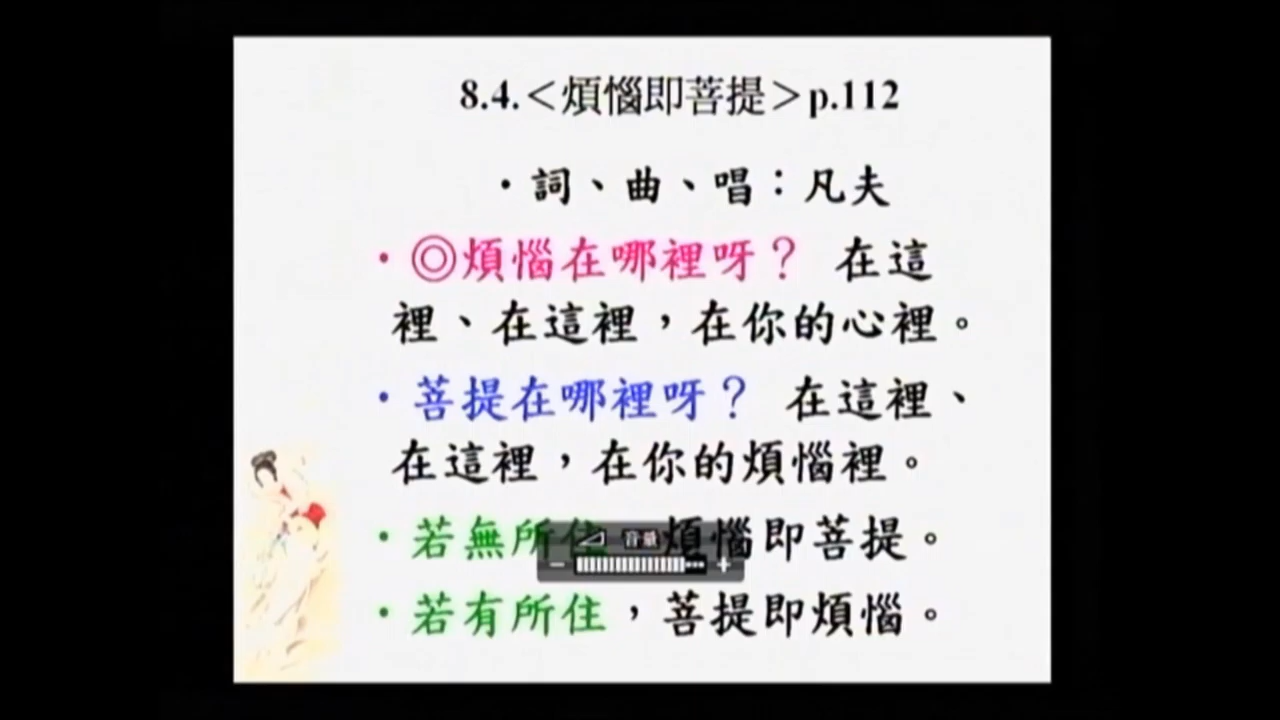 8.4.＜煩惱即菩提＞p.112
•詞、曲、唱：凡夫
•◎煩惱在哪裡呀？ 在這
裡、在這裡，在你的心裡。
•菩提在哪裡呀？ 在這裡、
在這裡，在你的煩惱裡。
•若無所住，煩惱即菩提。
音量
− +
•若有所住，菩提即煩惱。